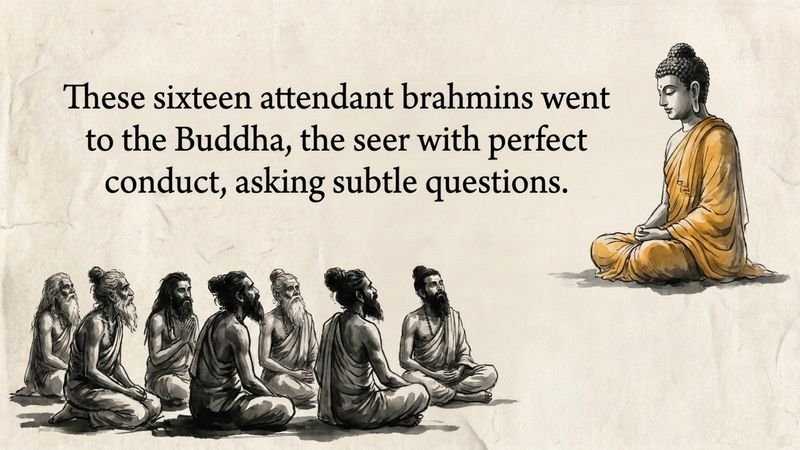 These sixteen attendant brahmins went
to the Buddha, the seer with perfect
conduct, asking subtle questions.